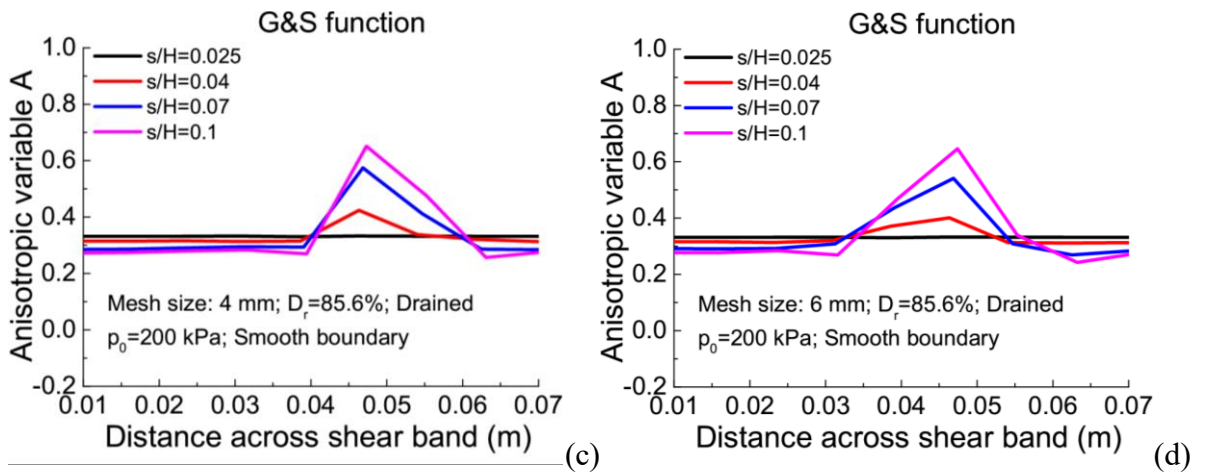 G&S function
Anisotropic variable A
1.0
0.8
0.6
0.4
0.2
0.0
-0.2
s/H=0.025
s/H=0.04
s/H=0.07
s/H=0.1
Mesh size: 4 mm; Dr=85.6%; Drained
p0=200 kPa; Smooth boundary
0.01 0.02 0.03 0.04 0.05 0.06 0.07
Distance across shear band (m)
(c)
G&S function
Anisotropic variable A
1.0
0.8
0.6
0.4
0.2
0.0
-0.2
s/H=0.025
s/H=0.04
s/H=0.07
s/H=0.1
Mesh size: 6 mm; Dr=85.6%; Drained
p0=200 kPa; Smooth boundary
0.01 0.02 0.03 0.04 0.05 0.06 0.07
Distance across shear band (m)
(d)